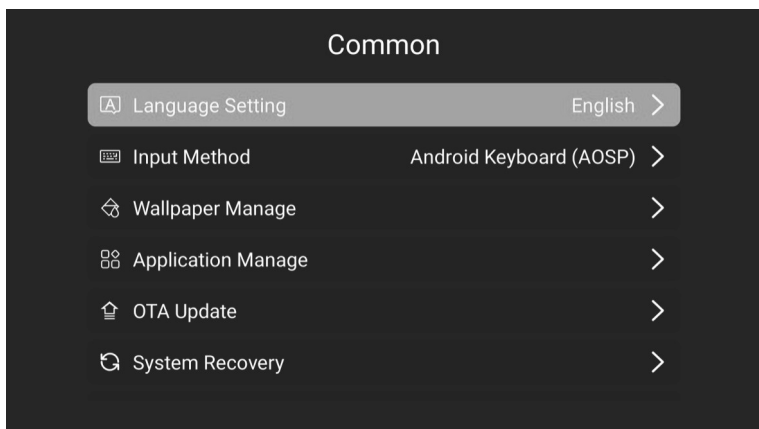 Common
Language Setting English
Input Method Android Keyboard (AOSP)
Wallpaper Manage
Application Manage
OTA Update
System Recovery